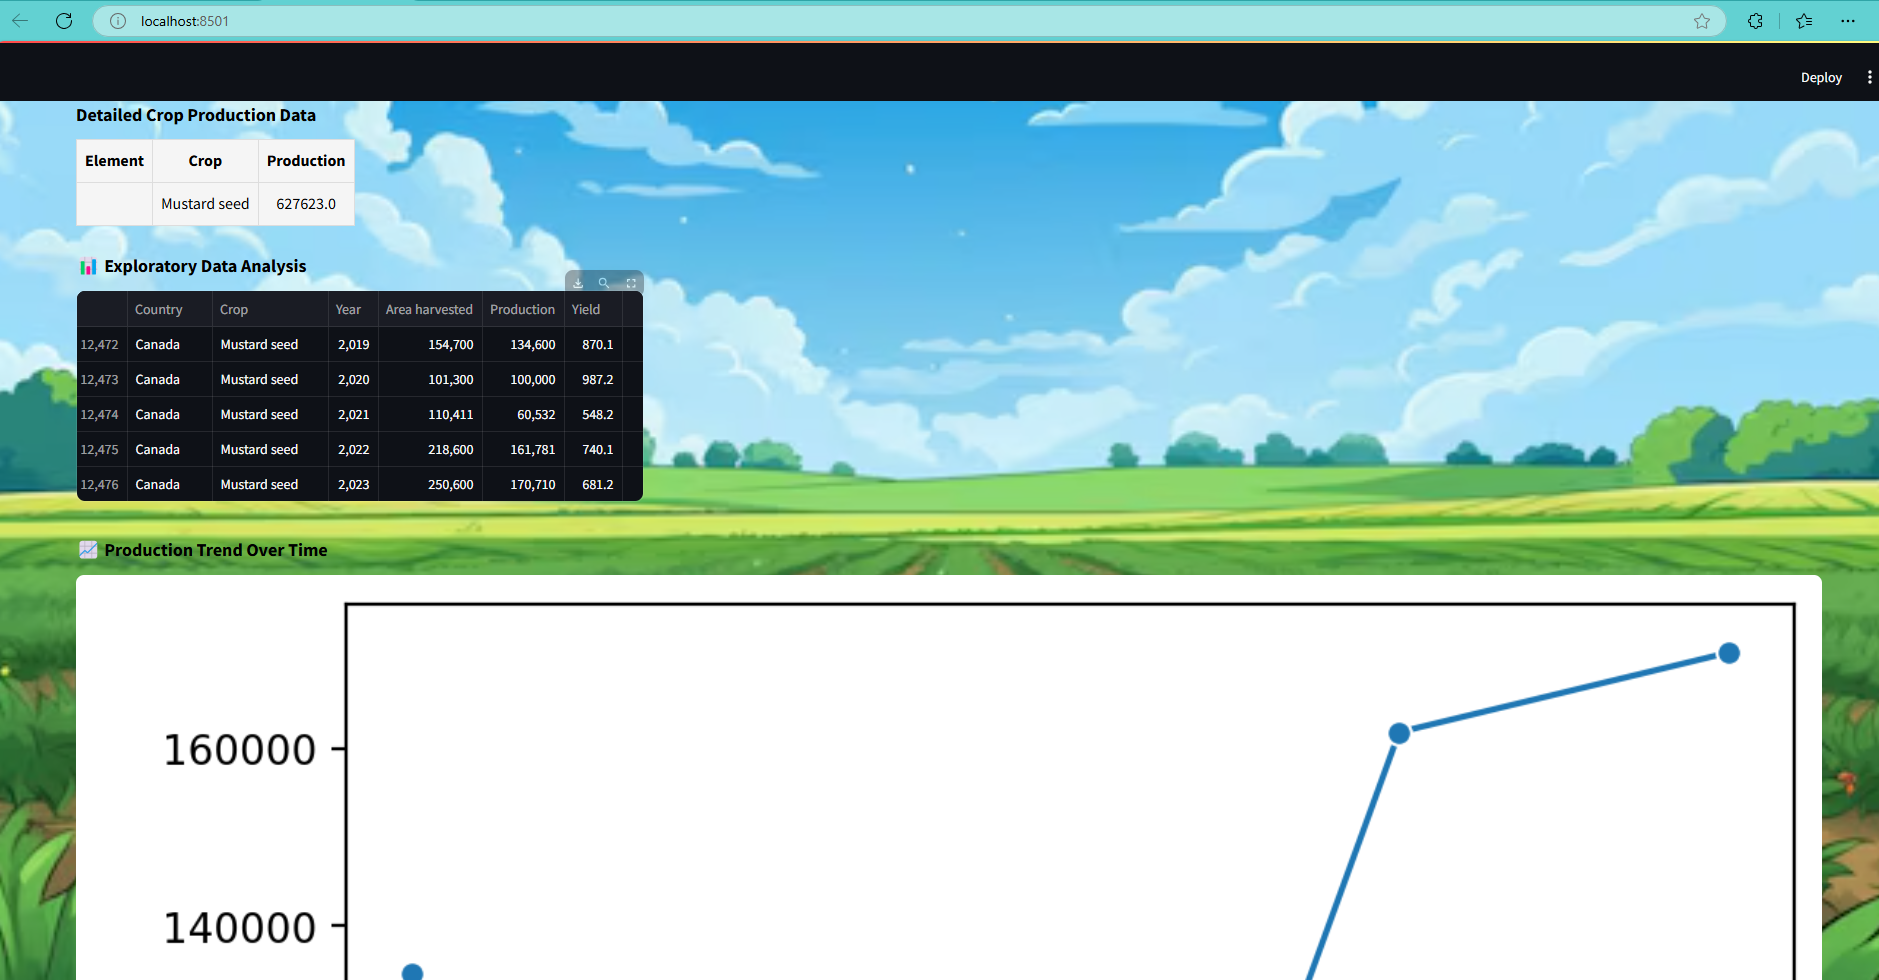 localhost:8501
Deploy
Detailed Crop Production Data
Element Crop Production
Mustard seed 627623.0
Exploratory Data Analysis
Country Crop Year Area harvested Production Yield
12,472 Canada Mustard seed 2,019 154,700 134,600 870.1
12,473 Canada Mustard seed 2,020 101,300 100,000 987.2
12,474 Canada Mustard seed 2,021 110,411 60,532 548.2
12,475 Canada Mustard seed 2,022 218,600 161,781 740.1
12,476 Canada Mustard seed 2,023 250,600 170,710 681.2
Production Trend Over Time
160000
140000